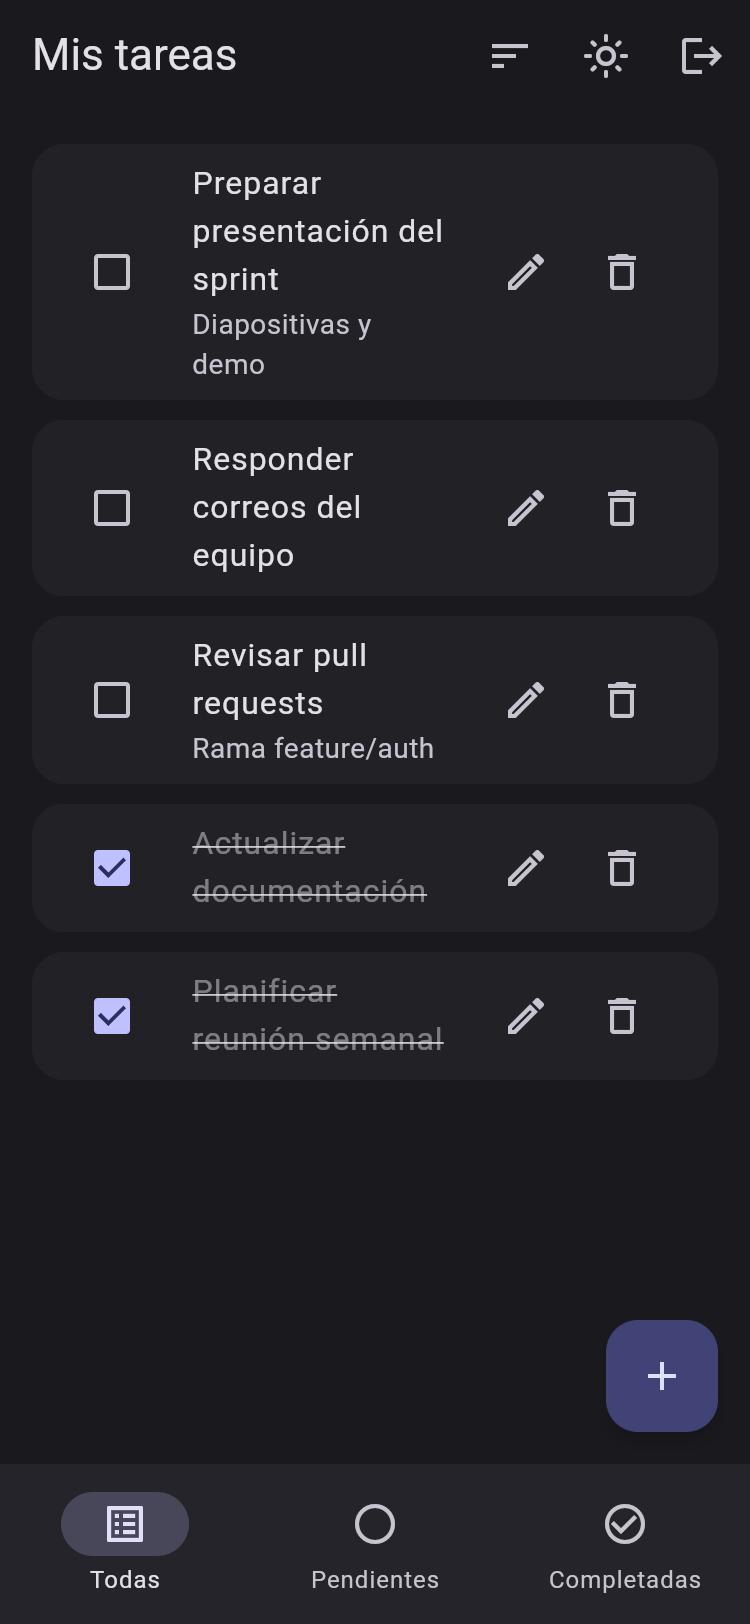 Mis tareas
Preparar
presentación del
sprint
Diapositivas y
demo
Responder
correos del
equipo
Revisar pull
requests
Rama feature/auth
Actualizar
documentación
Planificar
reunión semanal
Todas
Pendientes
Completadas